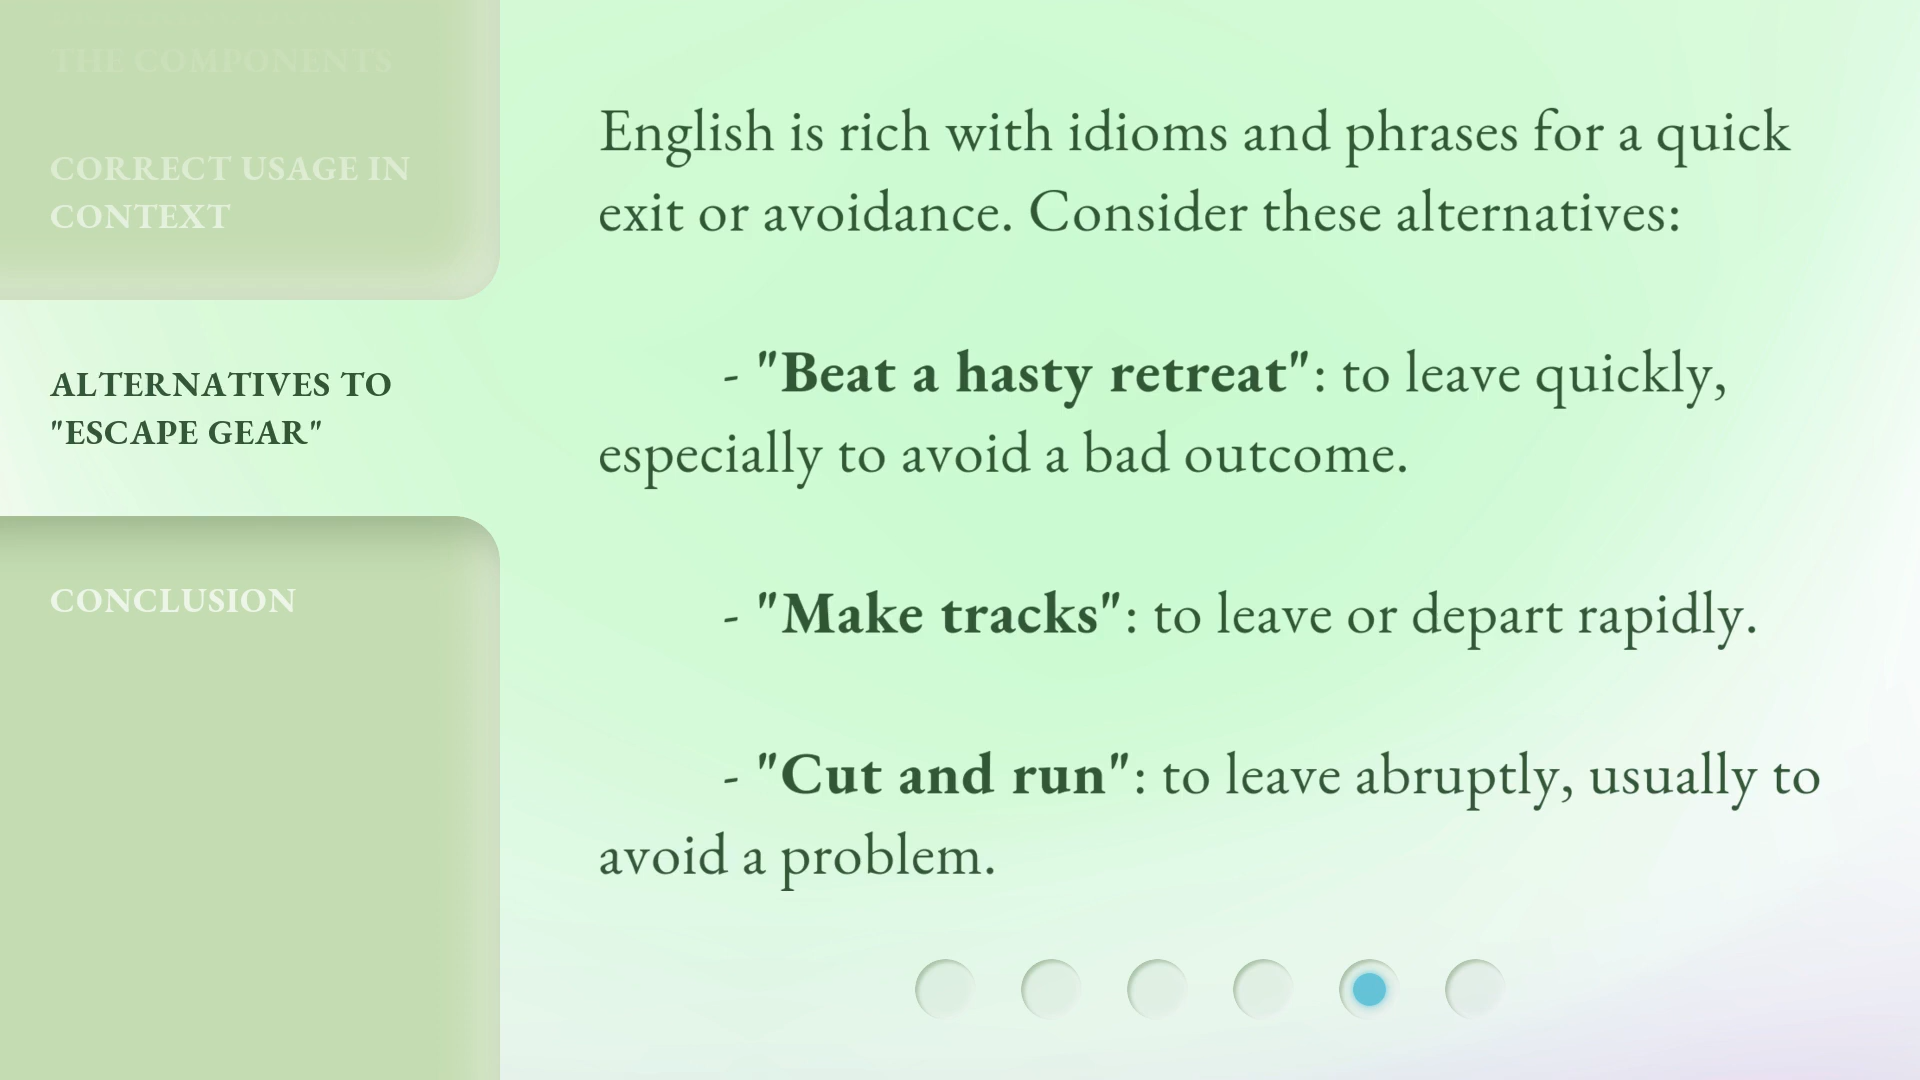 THE COMPONENTS
CORRECT USAGE IN
CONTEXT
ALTERNATIVES TO
"ESCAPE GEAR"
CONCLUSION
English is rich with idioms and phrases for a quick
exit or avoidance. Consider these alternatives:
- "Beat a hasty retreat": to leave quickly,
especially to avoid a bad outcome.
- "Make tracks": to leave or depart rapidly.
- "Cut and run": to leave abruptly, usually to
avoid a problem.